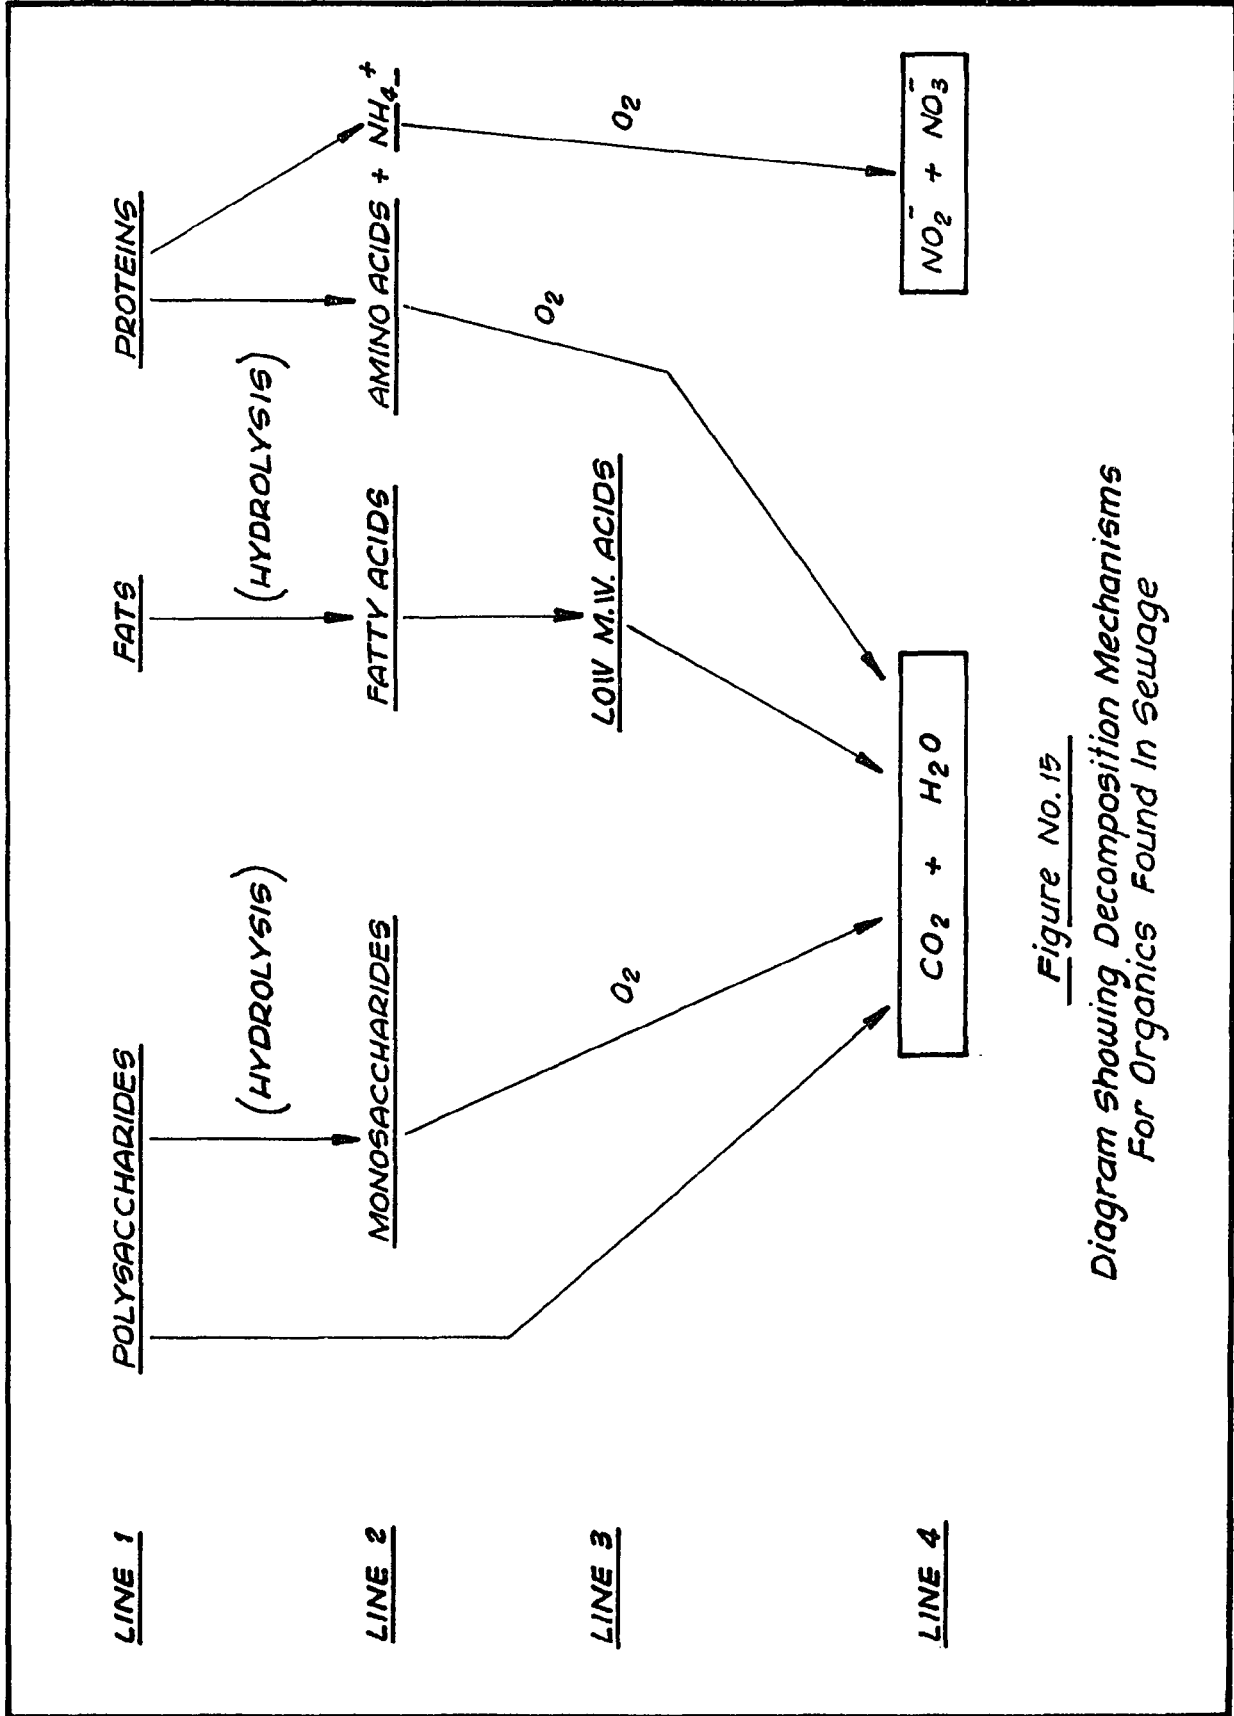 LINE 1 POLYSACCHARIDES FATS PROTEINS
(HYDROLYSIS) (HYDROLYSIS)
LINE 2 MONOSACCHARIDES FATTY ACIDS AMINO ACIDS + NH₄⁺
O₂
LINE 3 LOW M.W. ACIDS
O₂ O₂
LINE 4 CO₂ + H₂O NO₂⁻ + NO₃⁻
Figure No. 15
Diagram Showing Decomposition Mechanisms
For Organics Found In Sewage